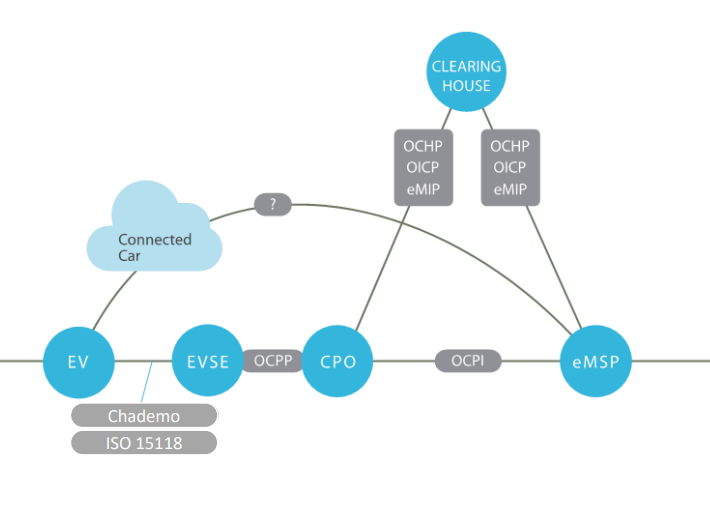 CLEARING
HOUSE
OCHP
OICP
eMIP
OCHP
OICP
eMIP
?
Connected
Car
EV
EVSE
OCPP
CPO
OCPI
eMSP
Chademo
ISO 15118